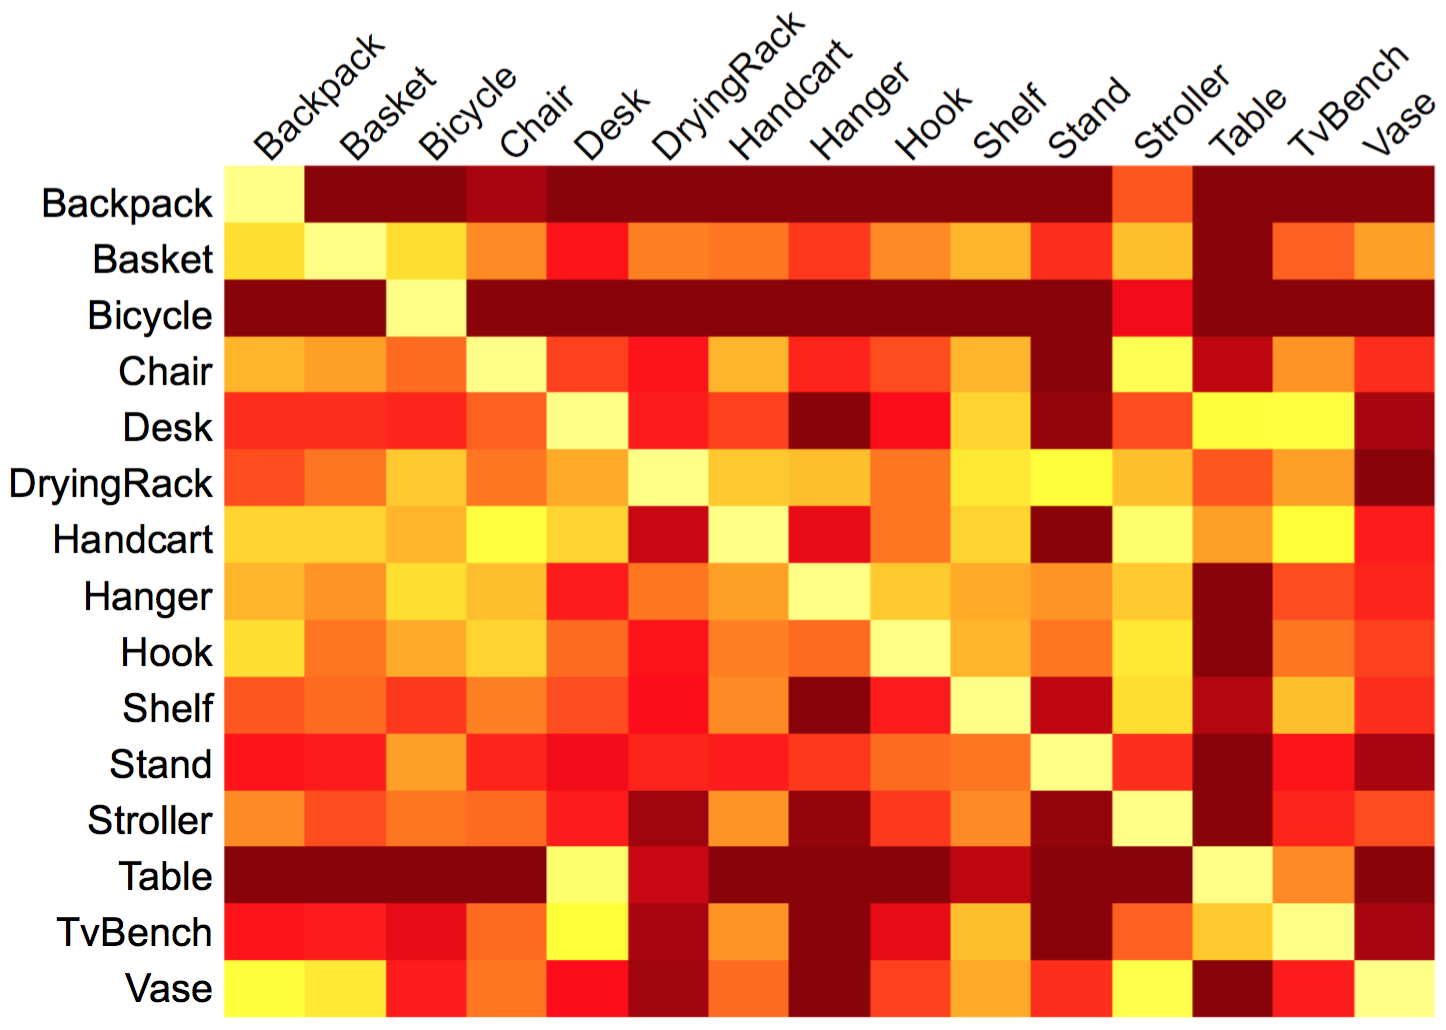 Backpack
Basket
Bicycle
Chair
Desk
DryingRack
Handcart
Hanger
Hook
Shelf
Stand
Stroller
Table
TvBench
Vase
Backpack
Basket
Bicycle
Chair
Desk
DryingRack
Handcart
Hanger
Hook
Shelf
Stand
Stroller
Table
TvBench
Vase